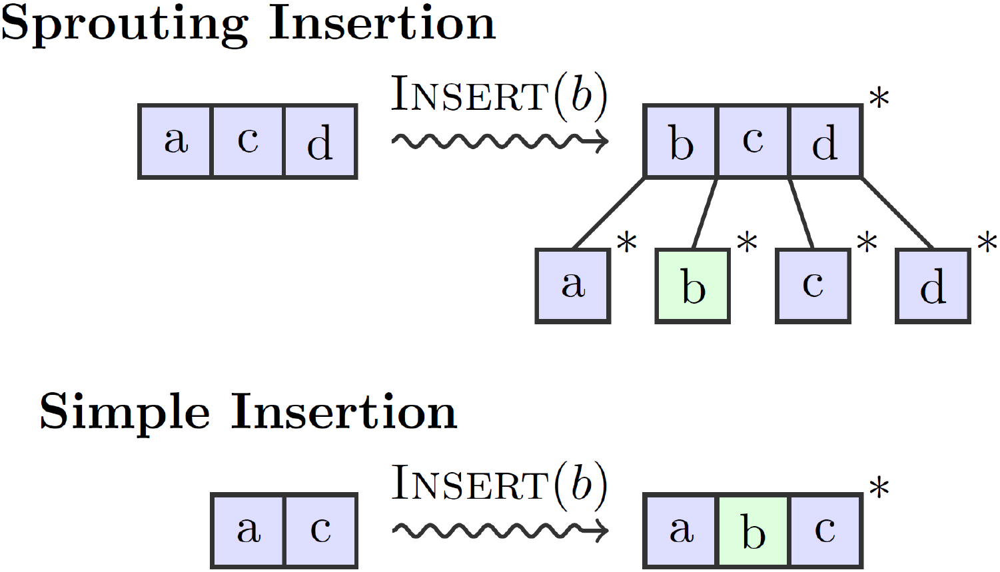 Sprouting Insertion
INSERT(b)
a c d
b c d *
a * b * c * d *
Simple Insertion
INSERT(b)
a c
a b c *